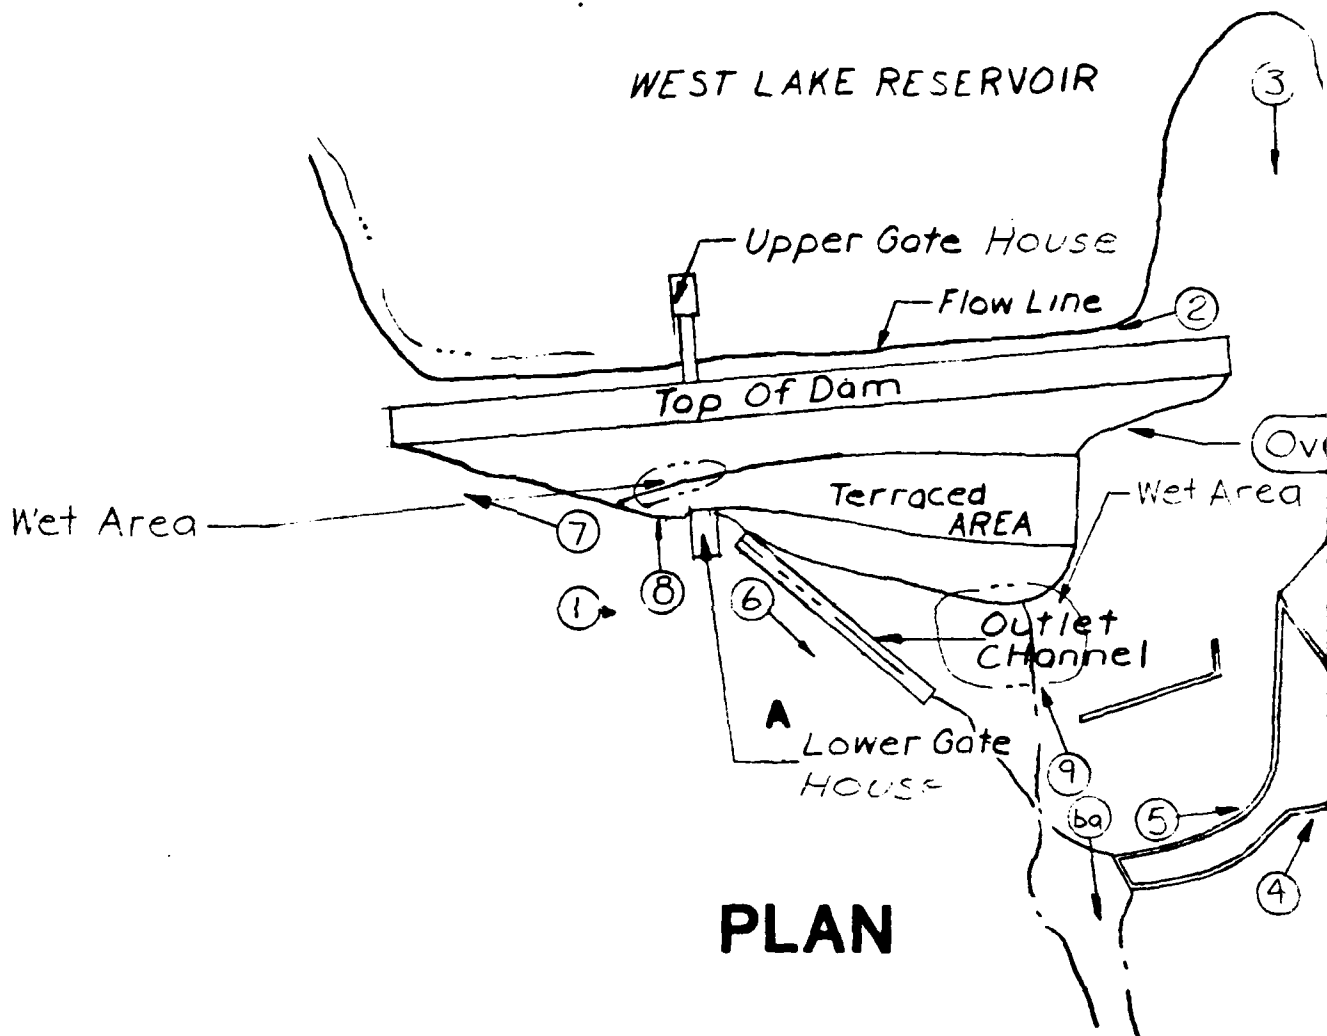 WEST LAKE RESERVOIR
3
Upper Gate House
Flow Line
2
Top Of Dam
Ove
Wet Area
Terraced
AREA
Wet Area
7
8
1
6
Outlet
CHannel
A
Lower Gate
HOUSE
9
5
4
PLAN